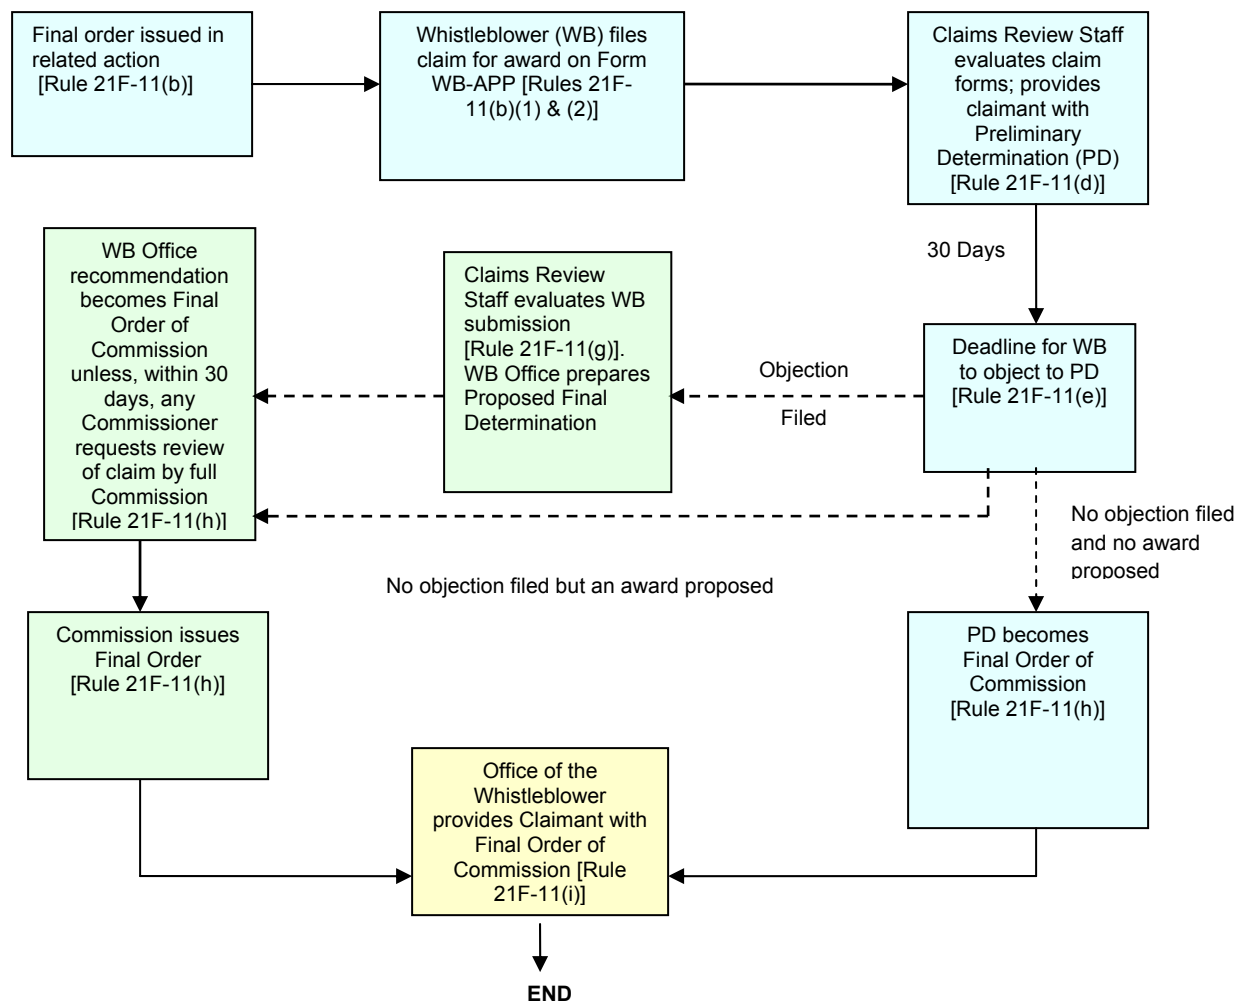 Final order issued in
related action
[Rule 21F-11(b)]
Whistleblower (WB) files
claim for award on Form
WB-APP [Rules 21F-
11(b)(1) & (2)]
Claims Review Staff
evaluates claim
forms; provides
claimant with
Preliminary
Determination (PD)
[Rule 21F-11(d)]
30 Days
WB Office
recommendation
becomes Final
Order of
Commission
unless, within 30
days, any
Commissioner
requests review
of claim by full
Commission
[Rule 21F-11(h)]
Claims Review
Staff evaluates WB
submission
[Rule 21F-11(g)].
WB Office prepares
Proposed Final
Determination
Objection
Filed
Deadline for WB
to object to PD
[Rule 21F-11(e)]
No objection filed
and no award
proposed
No objection filed but an award proposed
Commission issues
Final Order
[Rule 21F-11(h)]
PD becomes
Final Order of
Commission
[Rule 21F-11(h)]
Office of the
Whistleblower
provides Claimant with
Final Order of
Commission [Rule
21F-11(i)]
END